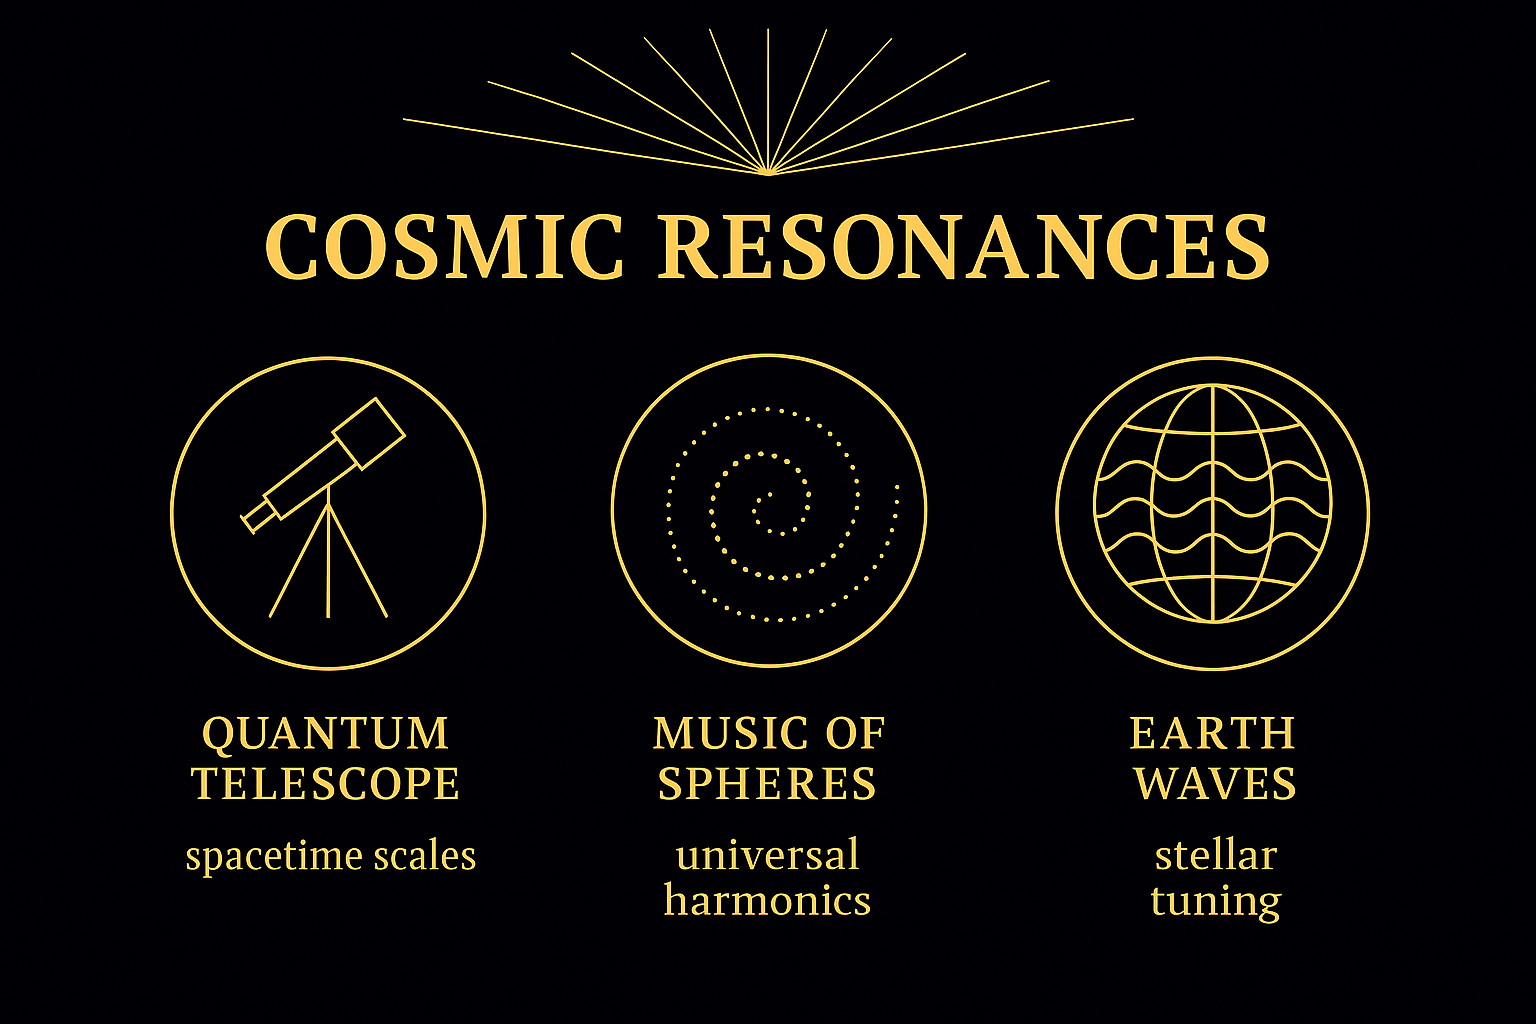 COSMIC RESONANCES
QUANTUM
TELESCOPE
spacetime scales
MUSIC OF
SPHERES
universal
harmonics
EARTH
WAVES
stellar
tuning